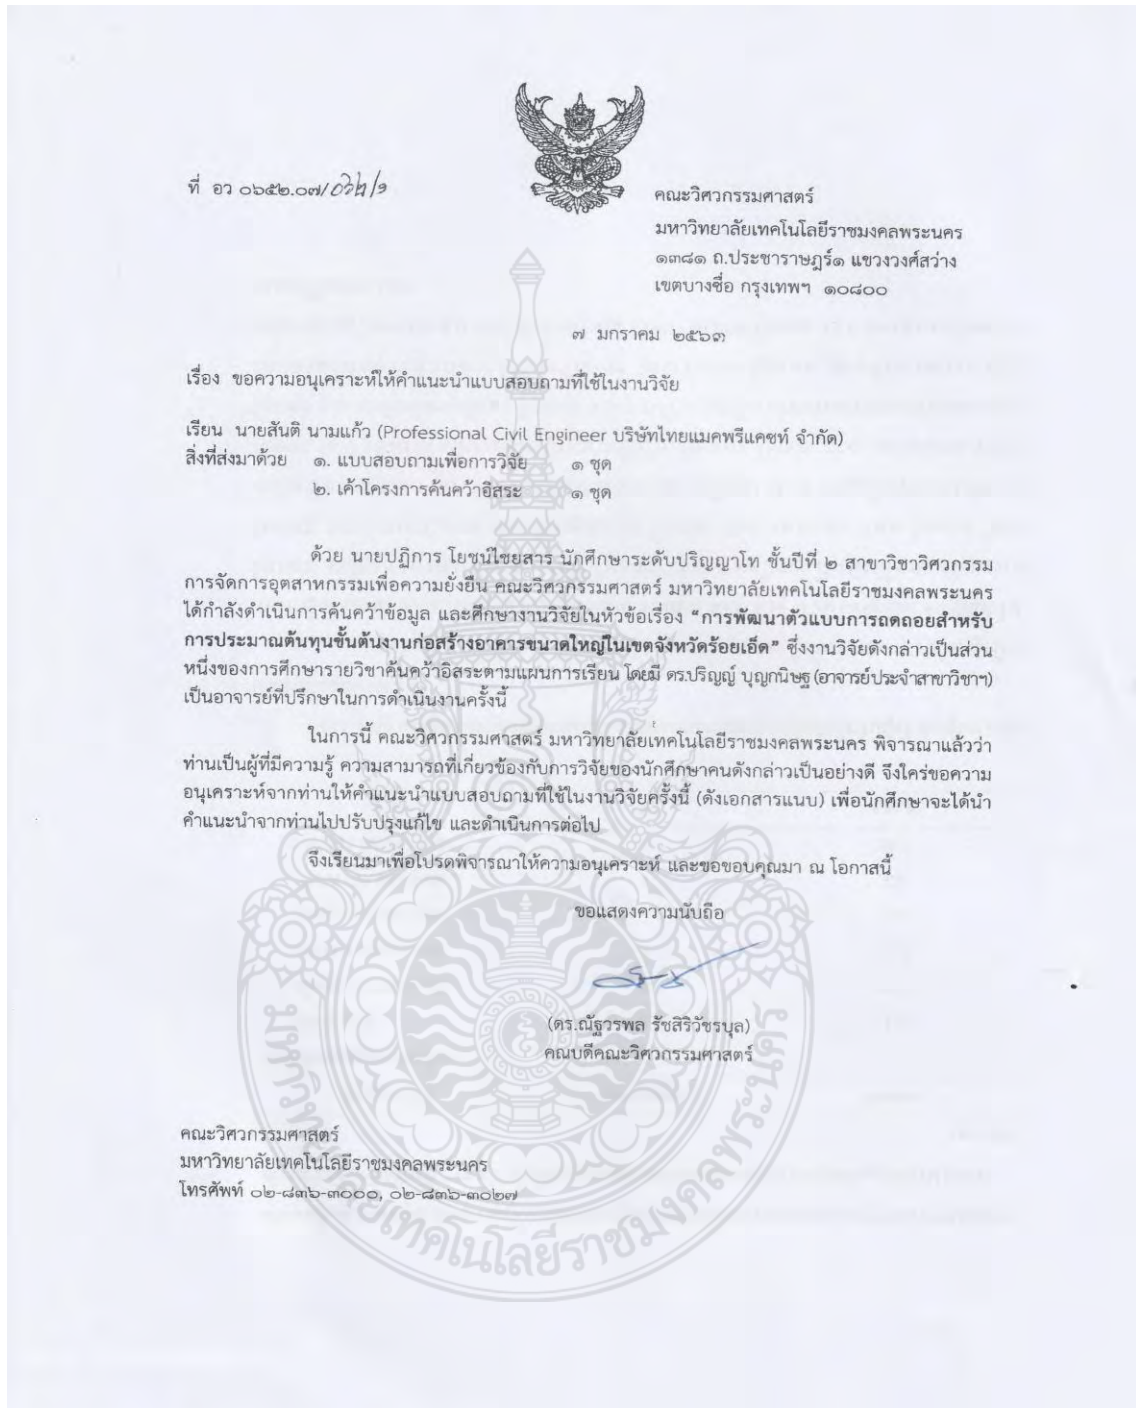 ที่ อว ๐๖๕๒.๐๗/
คณะวิศวกรรมศาสตร์
มหาวิทยาลัยเทคโนโลยีราชมงคลพระนคร
๑๓๘๑ ถ.ประชาราษฎร์๑ แขวงวงศ์สว่าง
เขตบางซื่อ กรุงเทพฯ ๑๐๘๐๐
๗ มกราคม ๒๕๖๓
เรื่อง ขอความอนุเคราะห์ให้คำแนะนำแบบสอบถามที่ใช้ในงานวิจัย
เรียน นายสันติ นามแก้ว (Professional Civil Engineer บริษัทไทยแมคพรีแคซท์ จำกัด)
สิ่งที่ส่งมาด้วย ๑. แบบสอบถามเพื่อการวิจัย ๑ ชุด
๒. เค้าโครงการค้นคว้าอิสระ ๑ ชุด
ด้วย นายปฏิการ โยชน์ไชยสาร นักศึกษาระดับปริญญาโท ชั้นปีที่ ๒ สาขาวิชาวิศวกรรม
การจัดการอุตสาหกรรมเพื่อความยั่งยืน คณะวิศวกรรมศาสตร์ มหาวิทยาลัยเทคโนโลยีราชมงคลพระนคร
ได้กำลังดำเนินการค้นคว้าข้อมูล และศึกษางานวิจัยในหัวข้อเรื่อง “การพัฒนาตัวแบบการถดถอยสำหรับ
การประมาณต้นทุนขั้นต้นงานก่อสร้างอาคารขนาดใหญ่ในเขตจังหวัดร้อยเอ็ด” ซึ่งงานวิจัยดังกล่าวเป็นส่วน
หนึ่งของการศึกษารายวิชาค้นคว้าอิสระตามแผนการเรียน โดยมี ดร.ปริญญ์ บุญกนิษฐ (อาจารย์ประจำสาขาวิชาฯ)
เป็นอาจารย์ที่ปรึกษาในการดำเนินงานครั้งนี้
ในการนี้ คณะวิศวกรรมศาสตร์ มหาวิทยาลัยเทคโนโลยีราชมงคลพระนคร พิจารณาแล้วว่า
ท่านเป็นผู้ที่มีความรู้ ความสามารถที่เกี่ยวข้องกับการวิจัยของนักศึกษาคนดังกล่าวเป็นอย่างดี จึงใคร่ขอความ
อนุเคราะห์จากท่านให้คำแนะนำแบบสอบถามที่ใช้ในงานวิจัยครั้งนี้ (ดังเอกสารแนบ) เพื่อนักศึกษาจะได้นำ
คำแนะนำจากท่านไปปรับปรุงแก้ไข และดำเนินการต่อไป
จึงเรียนมาเพื่อโปรดพิจารณาให้ความอนุเคราะห์ และขอขอบคุณมา ณ โอกาสนี้
ขอแสดงความนับถือ
(ดร.ณัฐวรพล รัชสิริวัชรบุล)
คณบดีคณะวิศวกรรมศาสตร์
คณะวิศวกรรมศาสตร์
มหาวิทยาลัยเทคโนโลยีราชมงคลพระนคร
โทรศัพท์ ๐๒-๘๓๖-๓๐๐๐, ๐๒-๘๓๖-๓๐๒๗
มหาวิทยาลัยเทคโนโลยีราชมงคลพระนคร